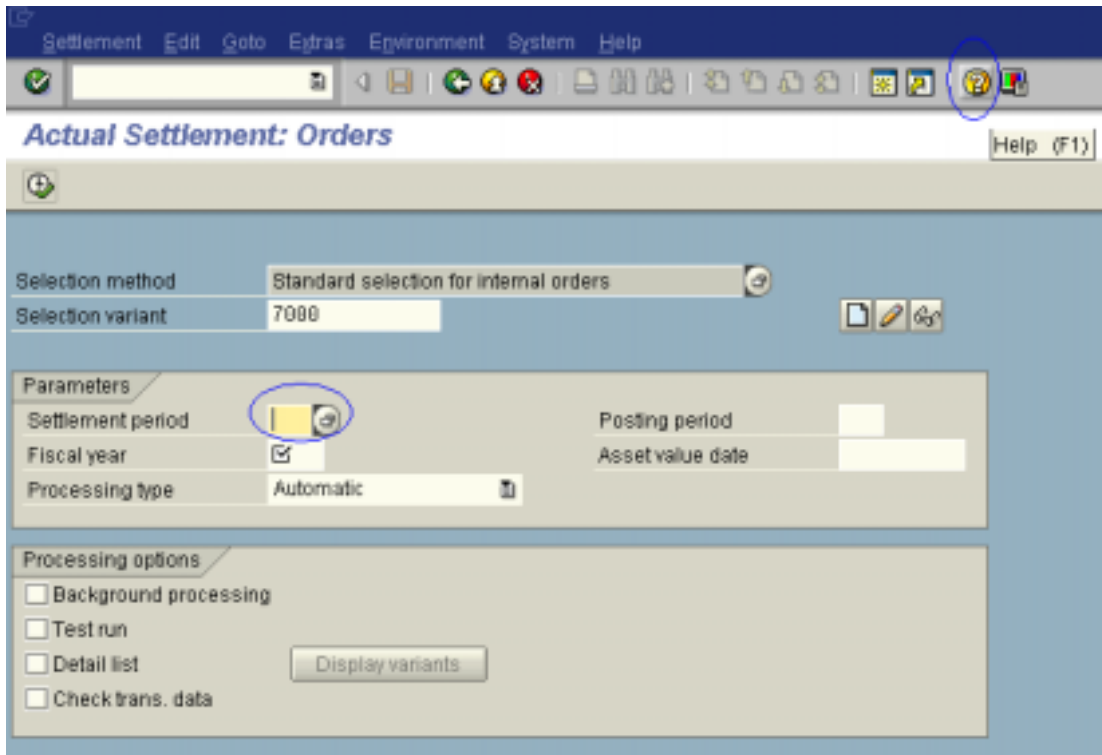 Settlement Edit Goto Extras Environment System Help
Actual Settlement: Orders
Help (F1)
Selection method Standard selection for internal orders
Selection variant 7000
Parameters
Settlement period Posting period
Fiscal year Asset value date
Processing type Automatic
Processing options
Background processing
Test run
Detail list Display variants
Check trans. data